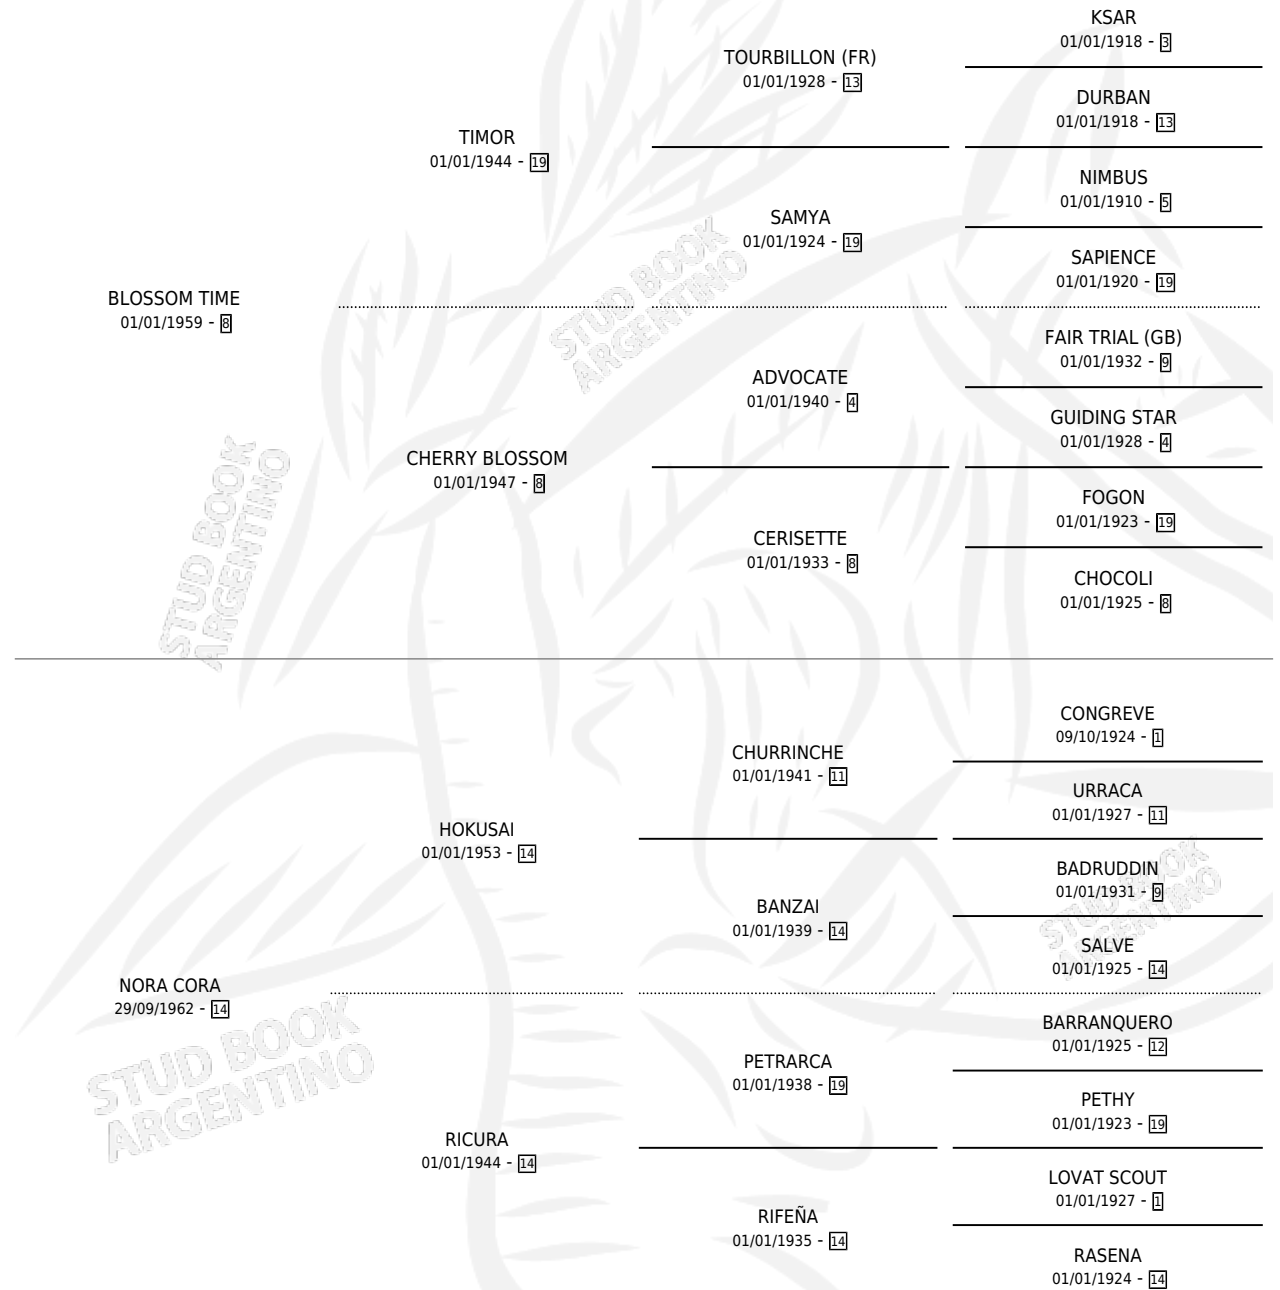 KSAR
01/01/1918 - 3
TOURBILLON (FR)
01/01/1928 - 13
DURBAN
01/01/1918 - 13
TIMOR
01/01/1944 - 19
NIMBUS
01/01/1910 - 5
SAMYA
01/01/1924 - 19
SAPIENCE
01/01/1920 - 19
BLOSSOM TIME
01/01/1959 - 8
FAIR TRIAL (GB)
01/01/1932 - 9
ADVOCATE
01/01/1940 - 4
GUIDING STAR
01/01/1928 - 4
CHERRY BLOSSOM
01/01/1947 - 8
FOGON
01/01/1923 - 19
CERISETTE
01/01/1933 - 8
CHOCOLI
01/01/1925 - 8
CONGREVE
09/10/1924 - 1
CHURRINCHE
01/01/1941 - 11
URRACA
01/01/1927 - 11
HOKUSAI
01/01/1953 - 14
BADRUDDIN
01/01/1931 - 9
BANZAI
01/01/1939 - 14
SALVE
01/01/1925 - 14
NORA CORA
29/09/1962 - 14
BARRANQUERO
01/01/1925 - 12
PETRARCA
01/01/1938 - 19
PETHY
01/01/1923 - 19
RICURA
01/01/1944 - 14
LOVAT SCOUT
01/01/1927 - 1
RIFEÑA
01/01/1935 - 14
RASENA
01/01/1924 - 14
STUD BOOK
ARGENTINO
STUD BOOK
ARGENTINO
STUD BOOK
ARGENTINO
STUD BOOK
ARGENTINO